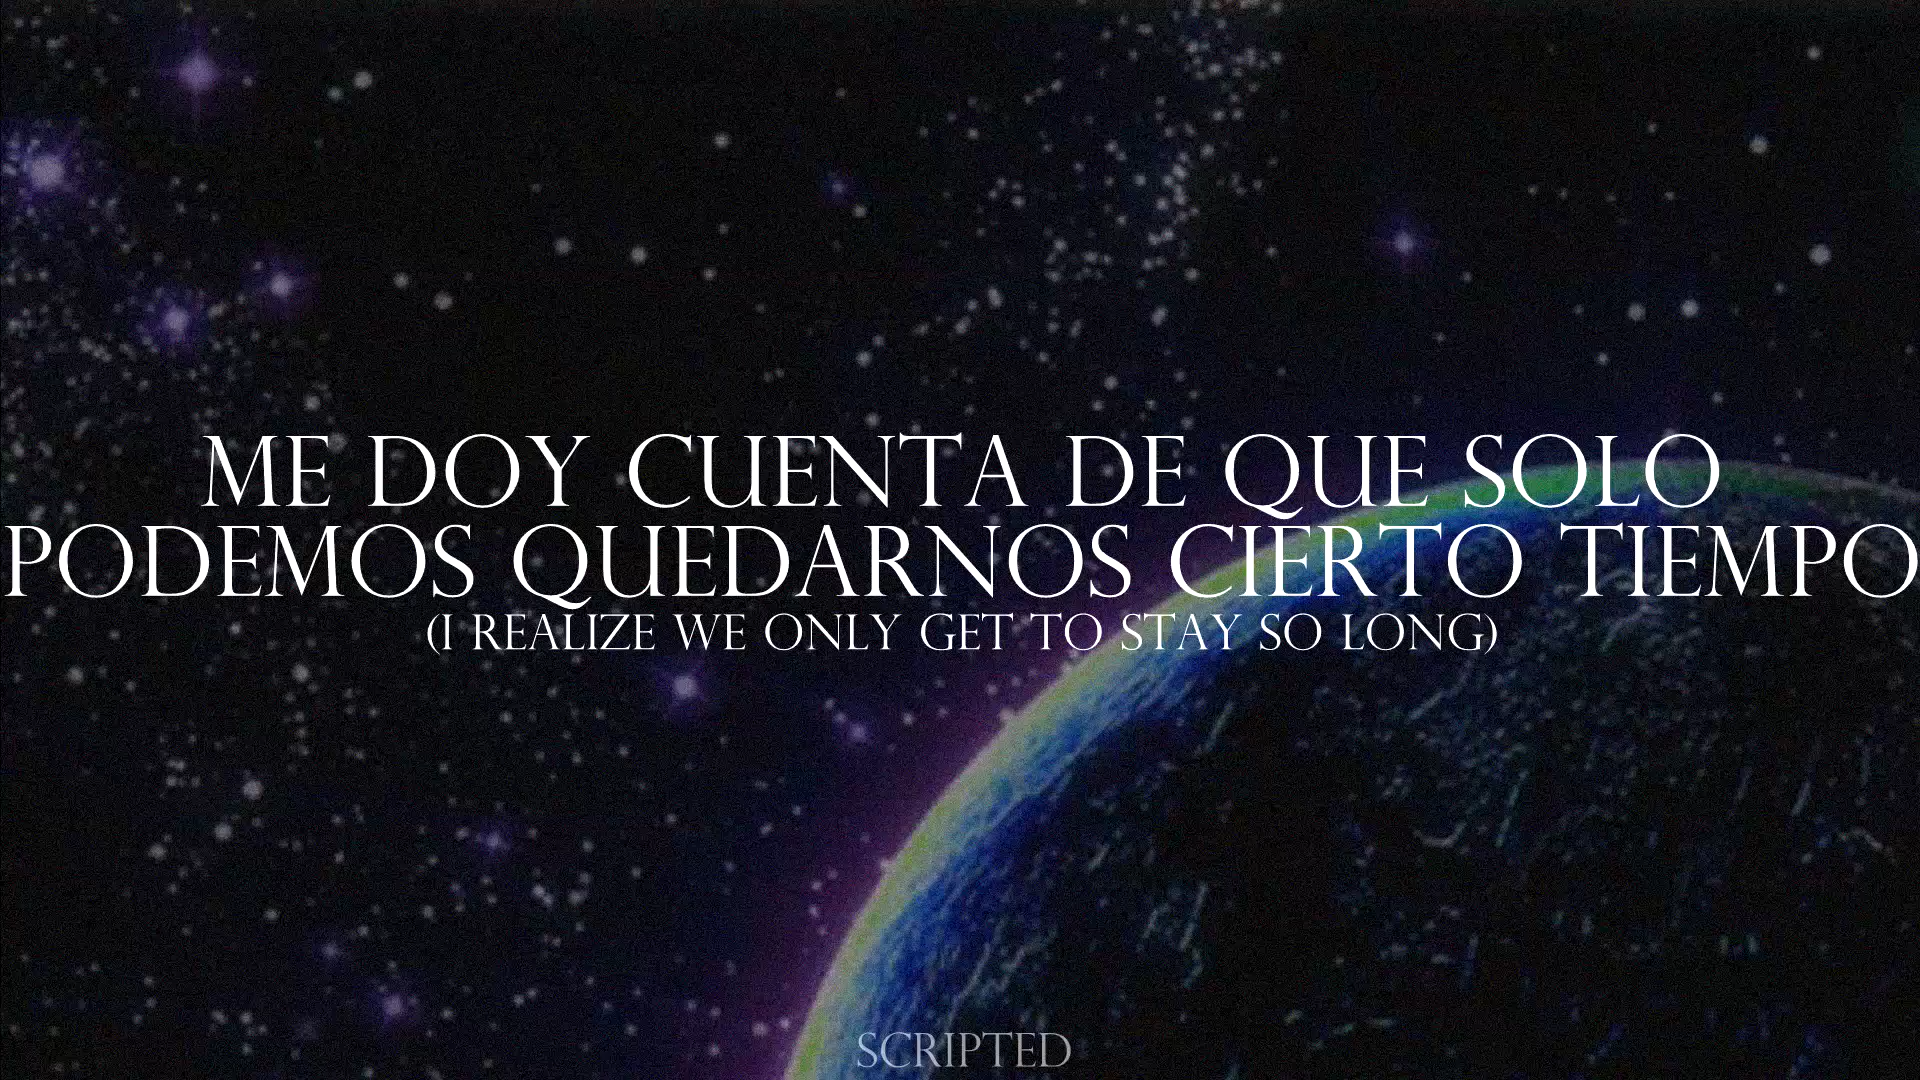 ME DOY CUENTA DE QUE SOLO
PODEMOS QUEDARNOS CIERTO TIEMPO
(I REALIZE WE ONLY GET TO STAY SO LONG)
SCRIPTED